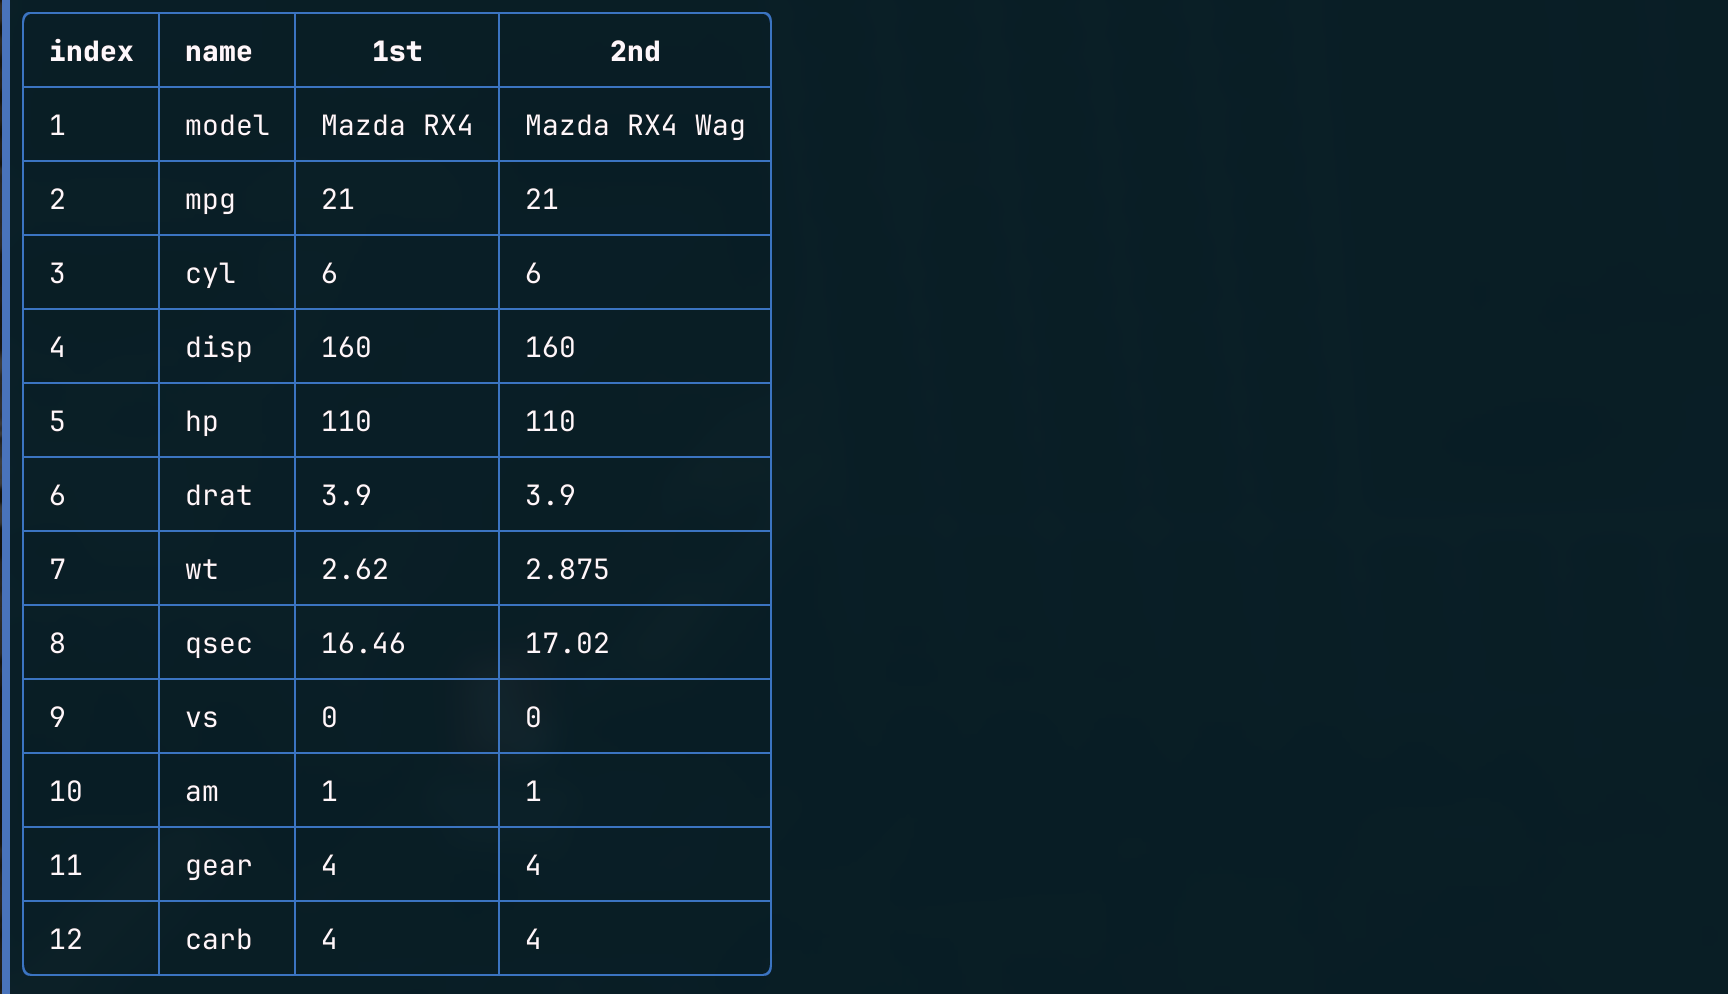 index name 1st 2nd
1 model Mazda RX4 Mazda RX4 Wag
2 mpg 21 21
3 cyl 6 6
4 disp 160 160
5 hp 110 110
6 drat 3.9 3.9
7 wt 2.62 2.875
8 qsec 16.46 17.02
9 vs 0 0
10 am 1 1
11 gear 4 4
12 carb 4 4